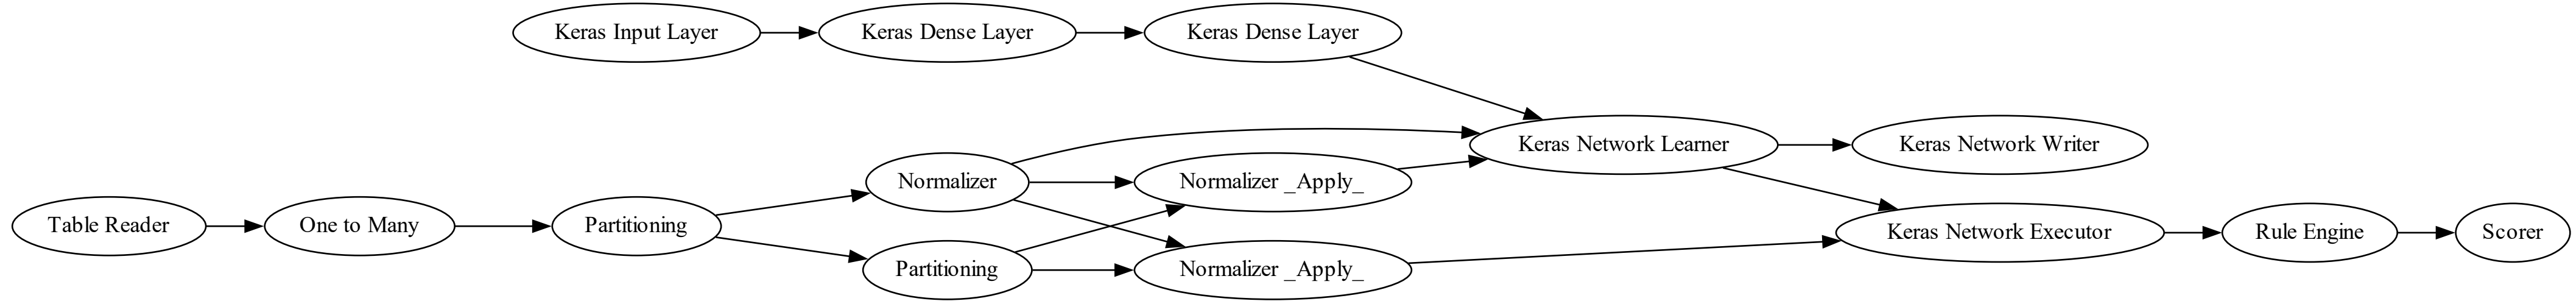 Keras Input Layer
Keras Dense Layer
Keras Dense Layer
Keras Network Learner
Keras Network Writer
Normalizer
Normalizer _Apply_
Table Reader
One to Many
Partitioning
Keras Network Executor
Rule Engine
Scorer
Partitioning
Normalizer _Apply_